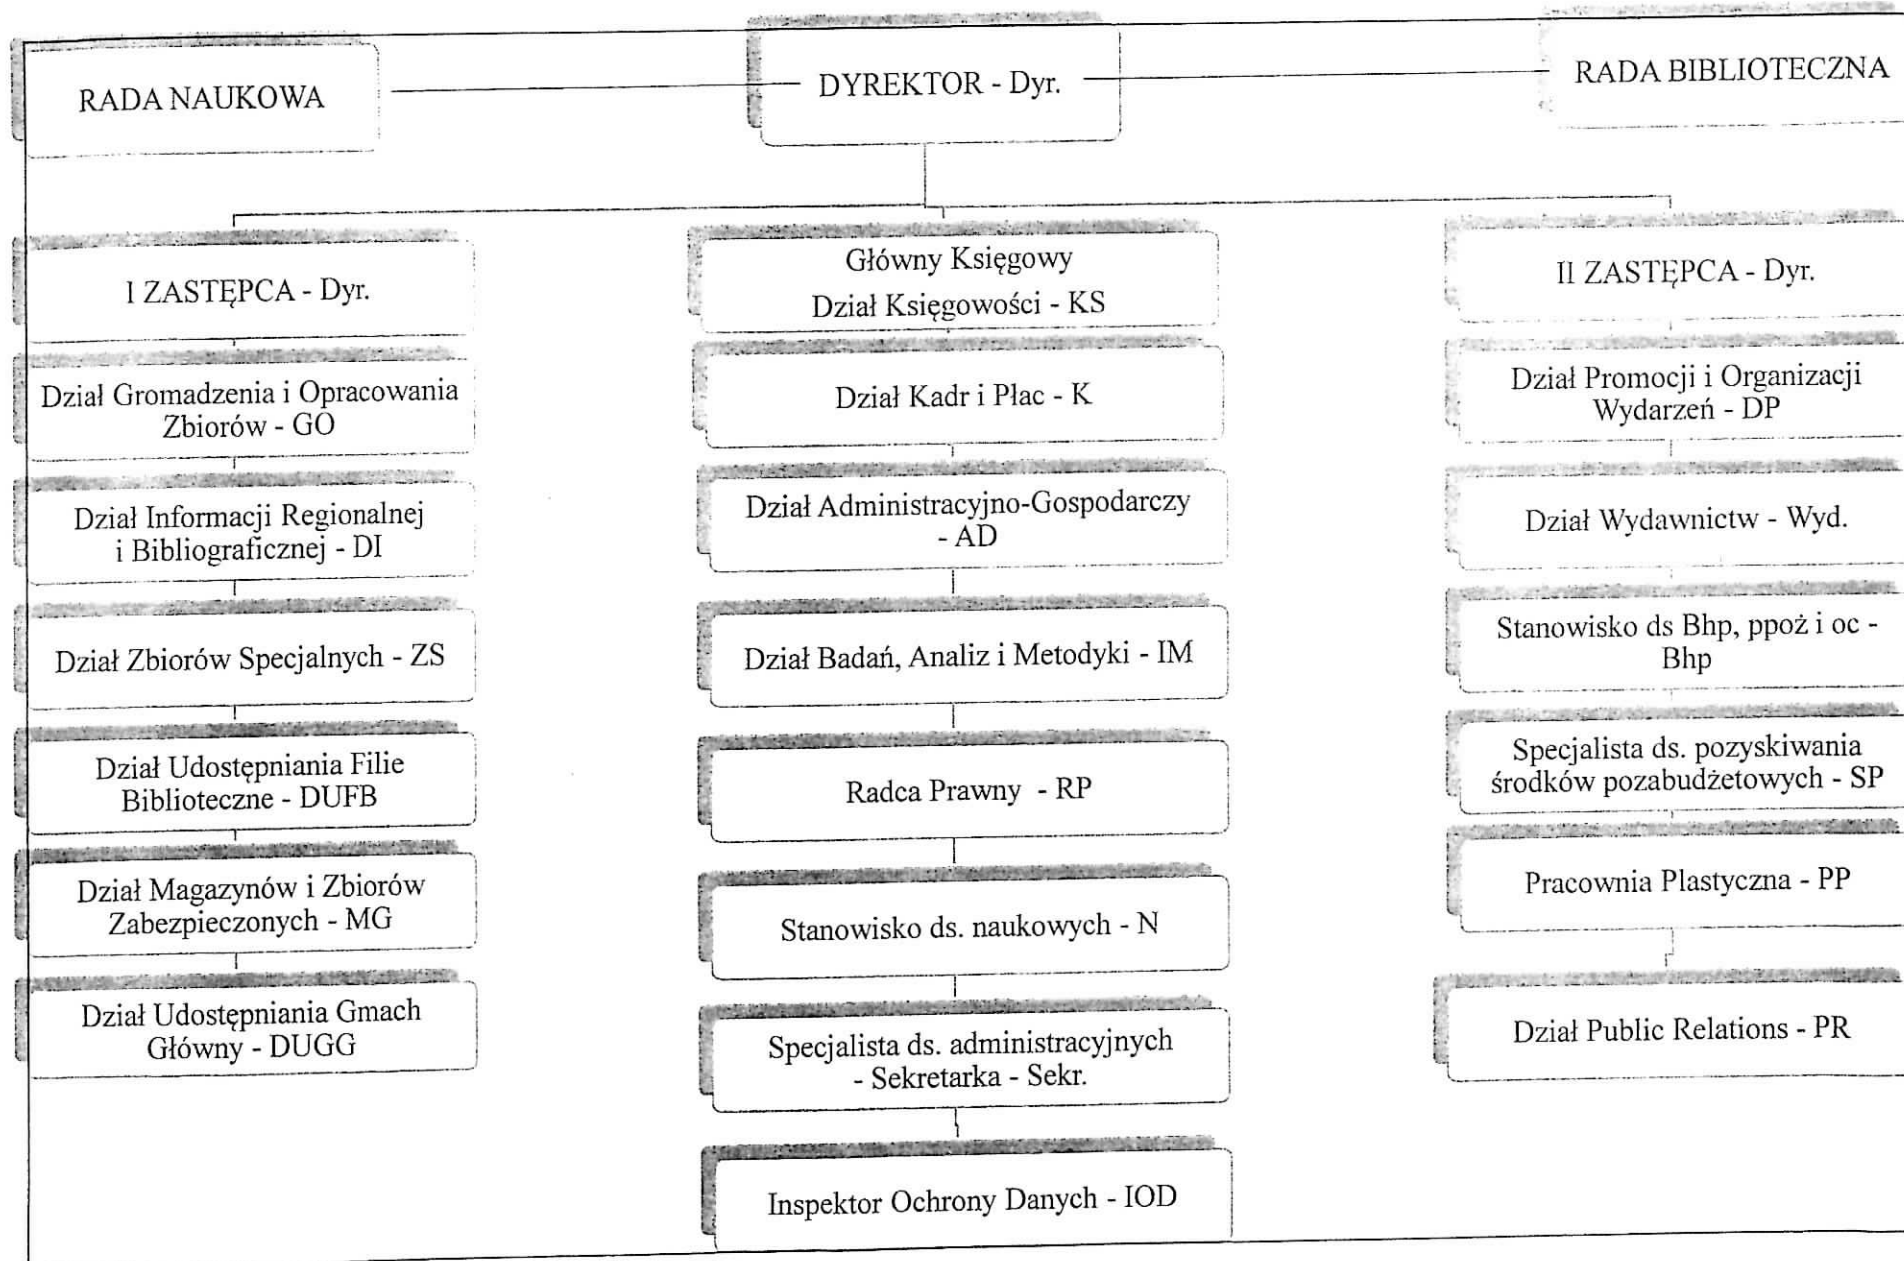 RADA NAUKOWA
DYREKTOR - Dyr.
RADA BIBLIOTECZNA
I ZASTĘPCA - Dyr.
Dział Gromadzenia i Opracowania
Zbiorów - GO
Dział Informacji Regionalnej
i Bibliograficznej - DI
Dział Zbiorów Specjalnych - ZS
Dział Udostępniania Filie
Biblioteczne - DUFB
Dział Magazynów i Zbiorów
Zabezpieczonych - MG
Dział Udostępniania Gmach
Główny - DUGG
Główny Księgowy
Dział Księgowości - KS
Dział Kadr i Płac - K
Dział Administracyjno-Gospodarczy
- AD
Dział Badań, Analiz i Metodyki - IM
Radca Prawny - RP
Stanowisko ds. naukowych - N
Specjalista ds. administracyjnych
- Sekretarka - Sekr.
Inspektor Ochrony Danych - IOD
II ZASTĘPCA - Dyr.
Dział Promocji i Organizacji
Wydarzeń - DP
Dział Wydawnictw - Wyd.
Stanowisko ds Bhp, ppoż i oc -
Bhp
Specjalista ds. pozyskiwania
środków pozabudżetowych - SP
Pracownia Plastyczna - PP
Dział Public Relations - PR